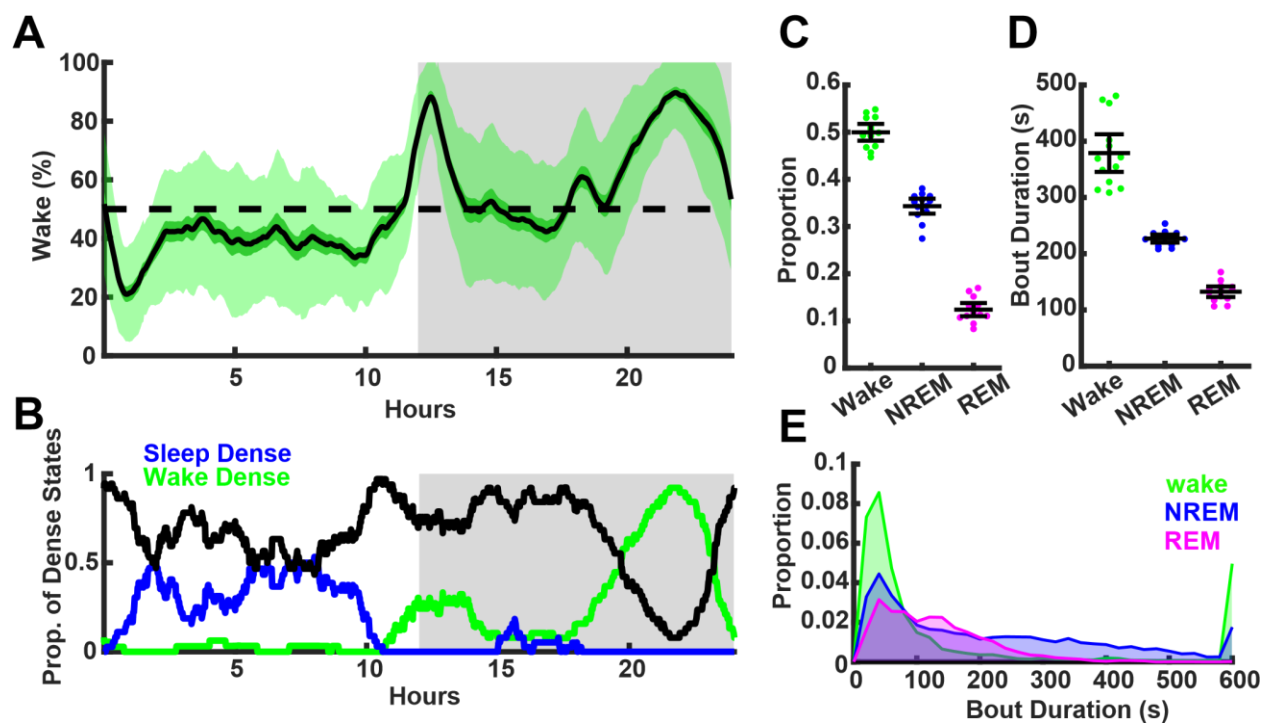 A
Wake (%)
100
80
60
40
20
0
5
10
15
20
Hours
B
Sleep Dense
Wake Dense
Prop. of Dense States
1
0.5
0
5
10
15
20
Hours
C
Proportion
0.6
0.5
0.4
0.3
0.2
0.1
0
Wake
NREM
REM
D
Bout Duration (s)
500
400
300
200
100
0
Wake
NREM
REM
E
Proportion
0.1
0.08
0.06
0.04
0.02
0
wake
NREM
REM
0 100 200 300 400 500 600
Bout Duration (s)